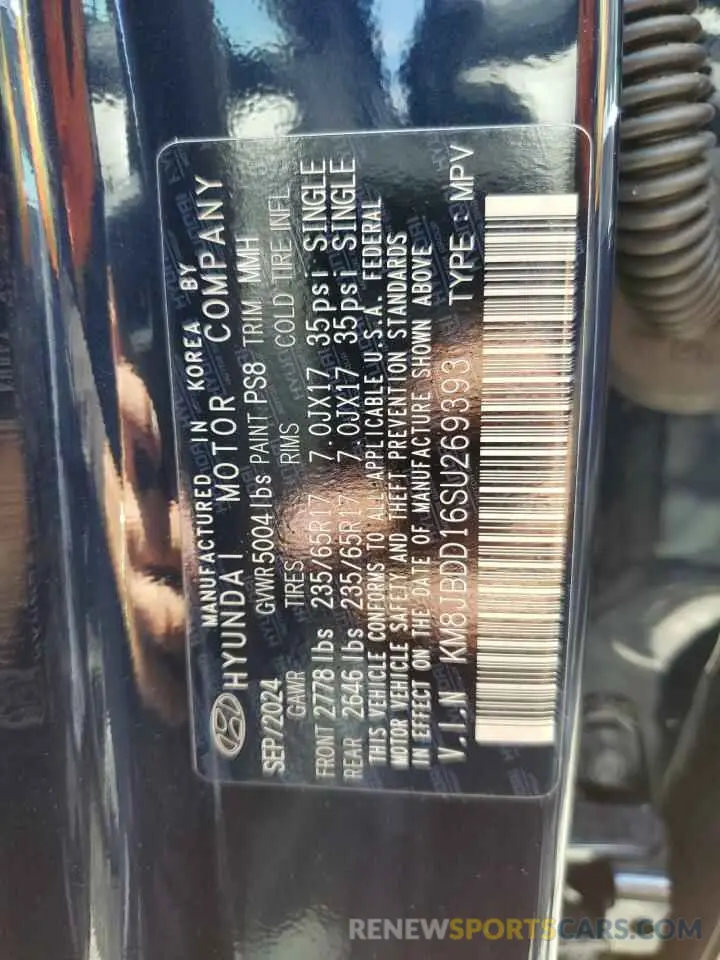 MANUFACTURED IN KOREA BY
HYUNDAI MOTOR COMPANY
SEP/2024 GVWR 5004 lbs PAINT PS8 TRIM MMH
GAWR TIRES RIMS COLD TIRE INFL
FRONT 2778 lbs 235/65R17 7.0JX17 35psi SINGLE
REAR 2646 lbs 235/65R17 7.0JX17 35psi SINGLE
THIS VEHICLE CONFORMS TO ALL APPLICABLE U.S.A. FEDERAL
MOTOR VEHICLE SAFETY AND THEFT PREVENTION STANDARDS
IN EFFECT ON THE DATE OF MANUFACTURE SHOWN ABOVE
V.I.N KM8JBDD16SU269393 TYPE MPV
RENEWSPORTSCARS.COM